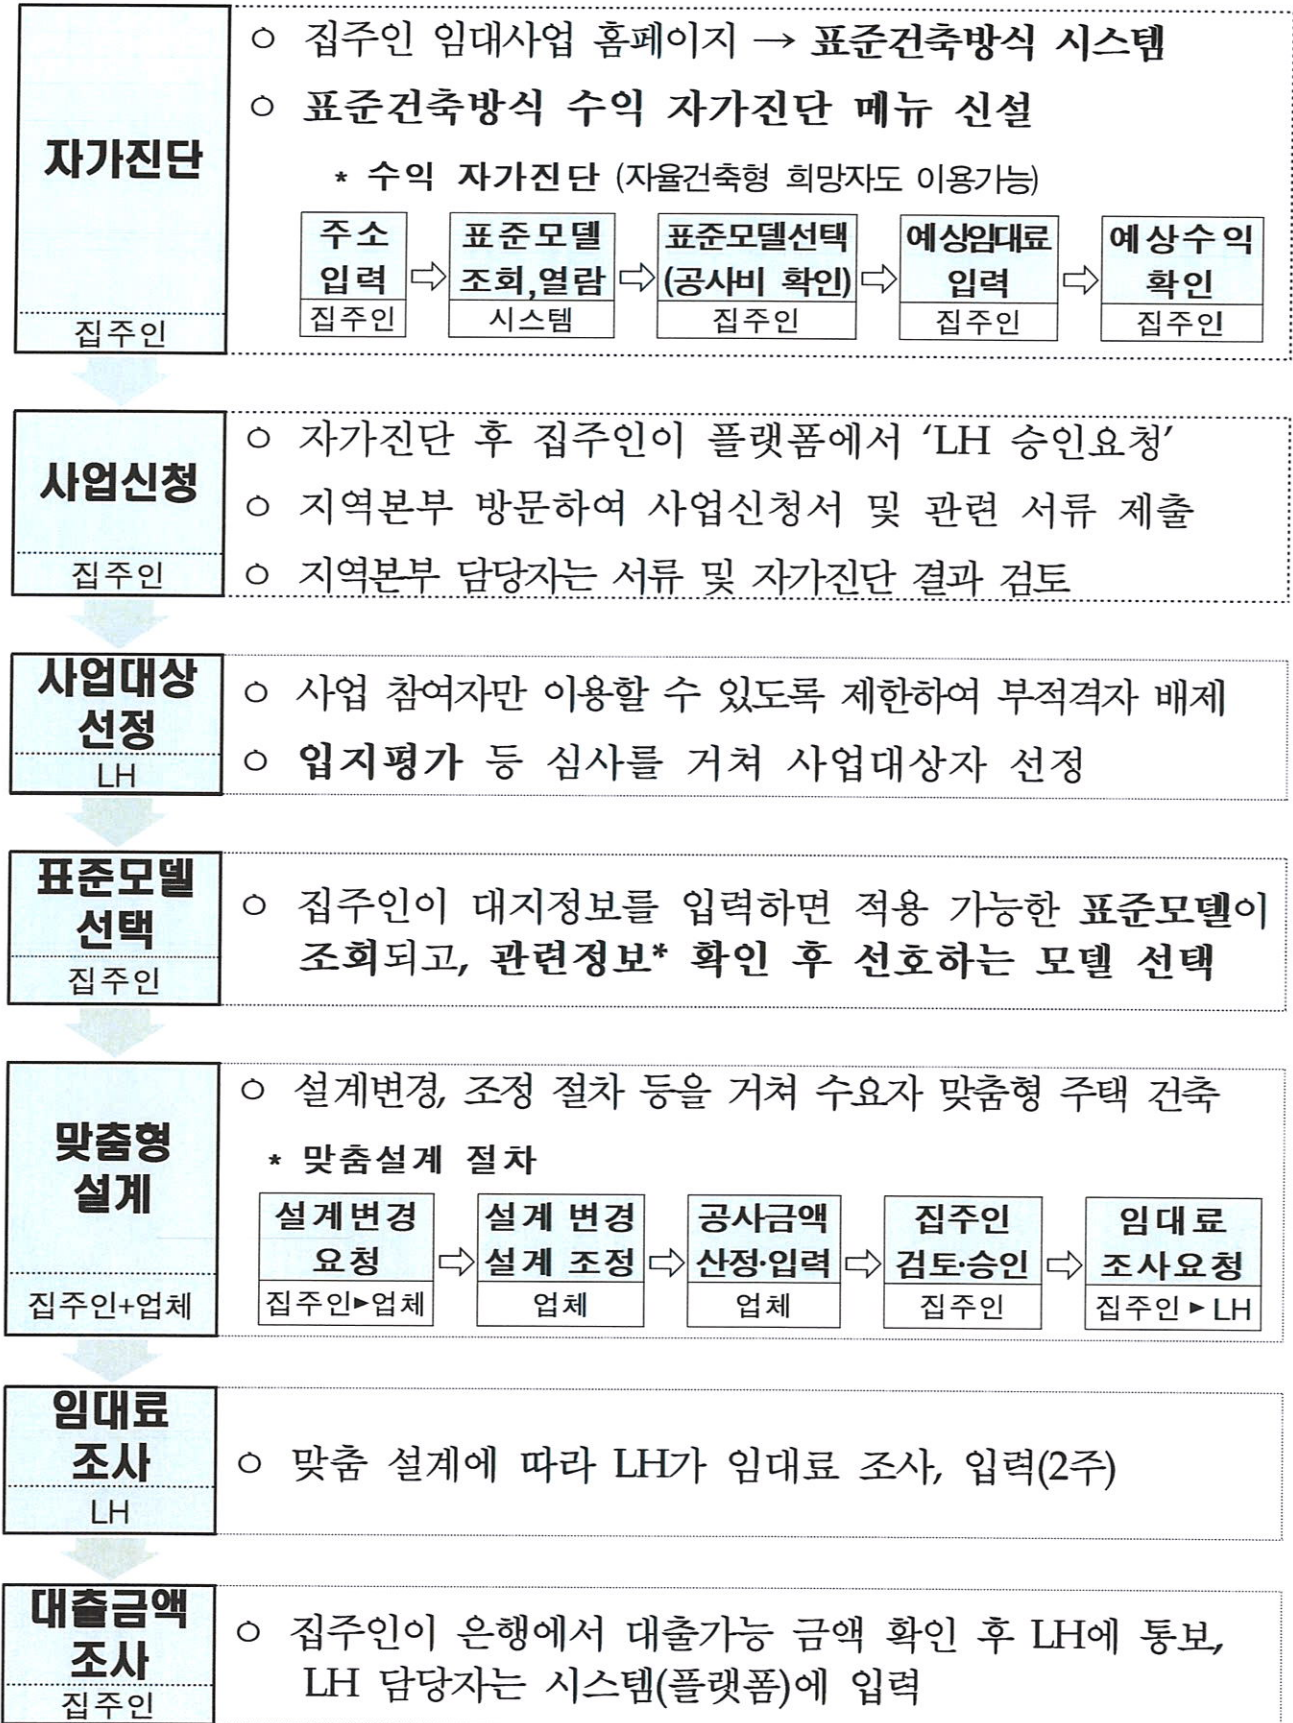 자가진단
집주인
○ 집주인 임대사업 홈페이지 → 표준건축방식 시스템
○ 표준건축방식 수익 자가진단 메뉴 신설
* 수익 자가진단 (자율건축형 희망자도 이용가능)
주소 입력 집주인
⇨
표준모델 조회,열람 시스템
⇨
표준모델선택 (공사비 확인) 집주인
⇨
예상임대료 입력 집주인
⇨
예상수익 확인 집주인
사업신청
집주인
○ 자가진단 후 집주인이 플랫폼에서 ‘LH 승인요청’
○ 지역본부 방문하여 사업신청서 및 관련 서류 제출
○ 지역본부 담당자는 서류 및 자가진단 결과 검토
사업대상
선정
LH
○ 사업 참여자만 이용할 수 있도록 제한하여 부적격자 배제
○ 입지평가 등 심사를 거쳐 사업대상자 선정
표준모델
선택
집주인
○ 집주인이 대지정보를 입력하면 적용 가능한 표준모델이
조회되고, 관련정보* 확인 후 선호하는 모델 선택
맞춤형
설계
집주인+업체
○ 설계변경, 조정 절차 등을 거쳐 수요자 맞춤형 주택 건축
* 맞춤설계 절차
설계변경 요청 집주인►업체
⇨
설계 변경 설계 조정 업체
⇨
공사금액 산정·입력 업체
⇨
집주인 검토·승인 집주인
⇨
임대료 조사요청 집주인 ► LH
임대료
조사
LH
○ 맞춤 설계에 따라 LH가 임대료 조사, 입력(2주)
대출금액
조사
집주인
○ 집주인이 은행에서 대출가능 금액 확인 후 LH에 통보,
LH 담당자는 시스템(플랫폼)에 입력